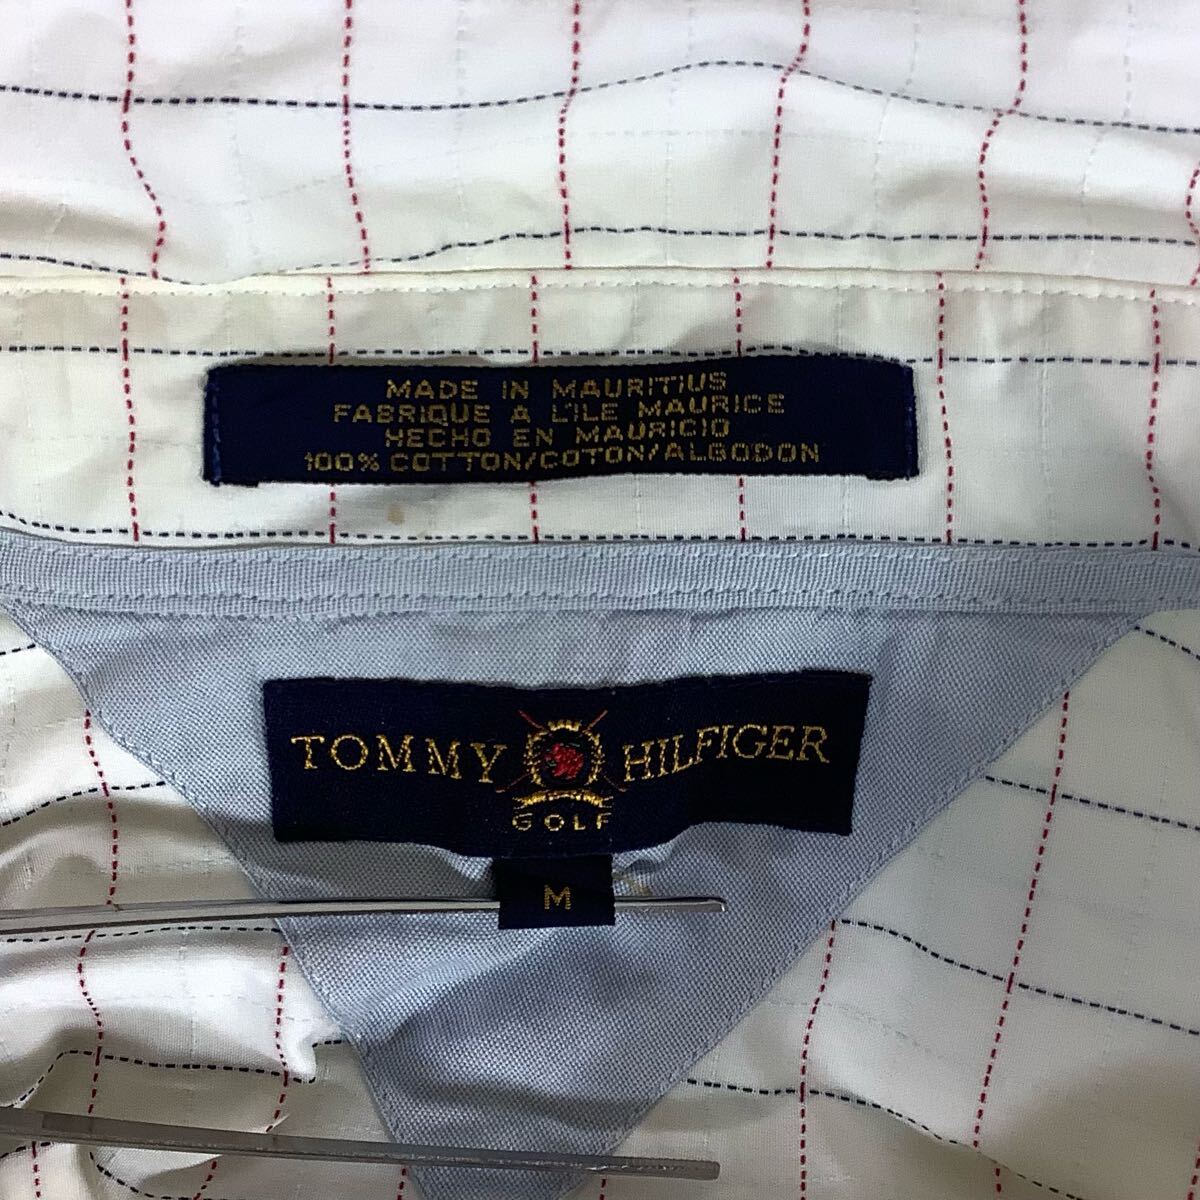 MADE IN MAURITIUS
FABRIQUE A L'ILE MAURICE
HECHO EN MAURICIO
100% COTTON/COTON/ALGODON
TOMMY HILFIGER
GOLF
M